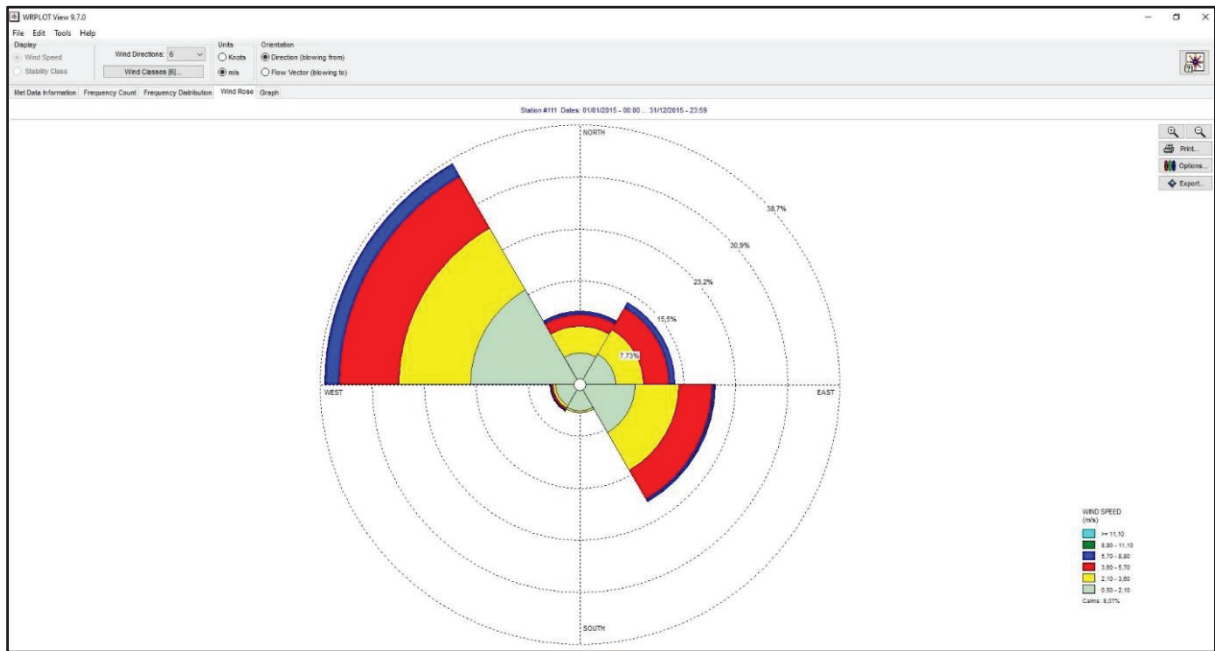 WRPLOT View 9.7.0
File Edit Tools Help
Display
Wind Speed
Stability Class
Wind Directions: 6
Wind Classes [6]...
Units
Knots
m/s
Orientation
Direction (blowing from)
Flow Vector (blowing to)
Met Data Information Frequency Count Frequency Distribution Wind Rose Graph
Station #111 Dates: 01/01/2015 - 00:00 ... 31/12/2015 - 23:59
Print...
Options...
Export...
NORTH
38,7%
30,9%
23,2%
15,5%
7,73%
WEST
EAST
SOUTH
WIND SPEED
(m/s)
>= 11,10
8,80 - 11,10
5,70 - 8,80
3,60 - 5,70
2,10 - 3,60
0,50 - 2,10